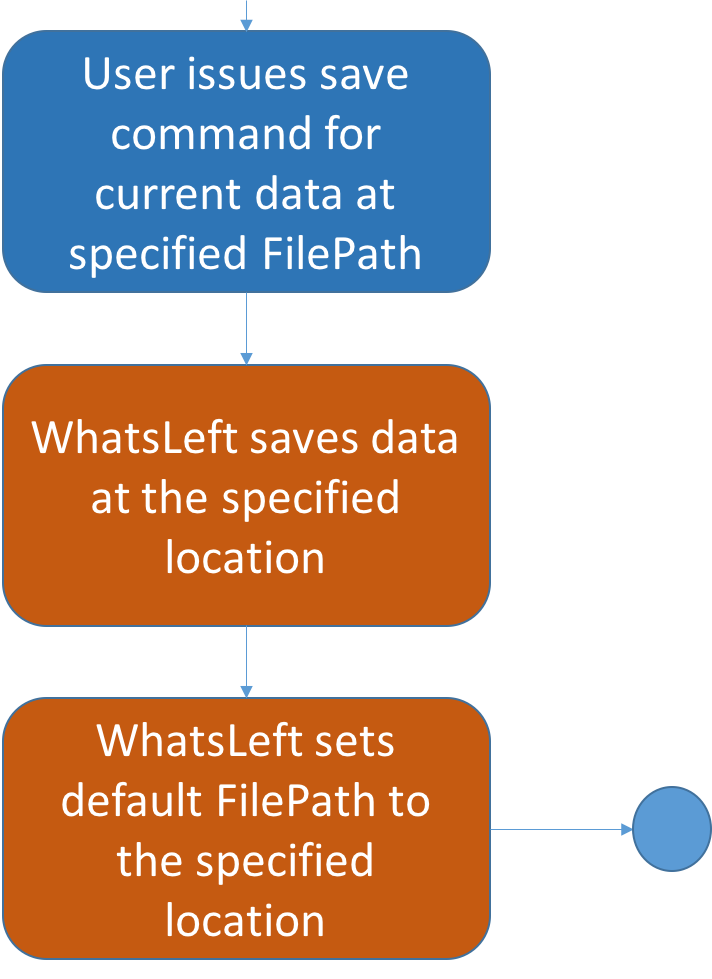 User issues save
command for
current data at
specified FilePath
WhatsLeft saves data
at the specified
location
WhatsLeft sets
default FilePath to
the specified
location